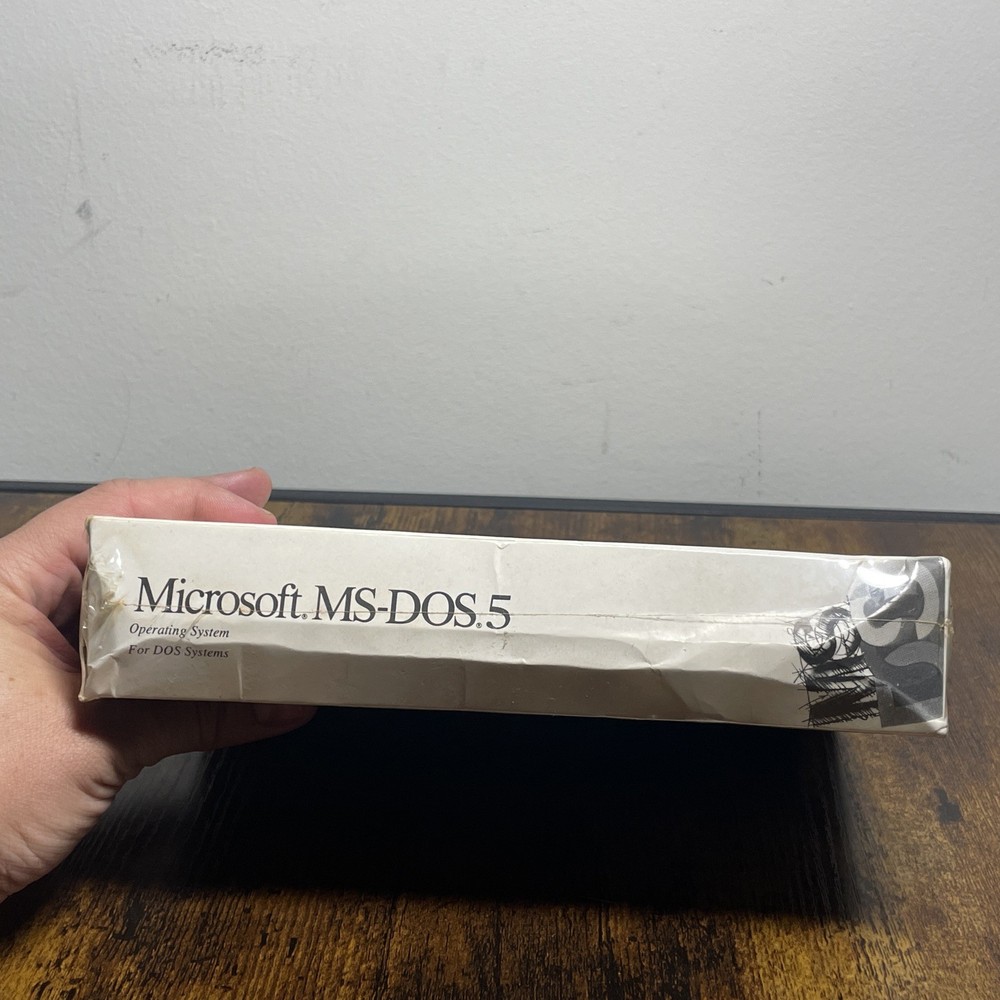 Microsoft® MS-DOS® 5
Operating System
For DOS Systems